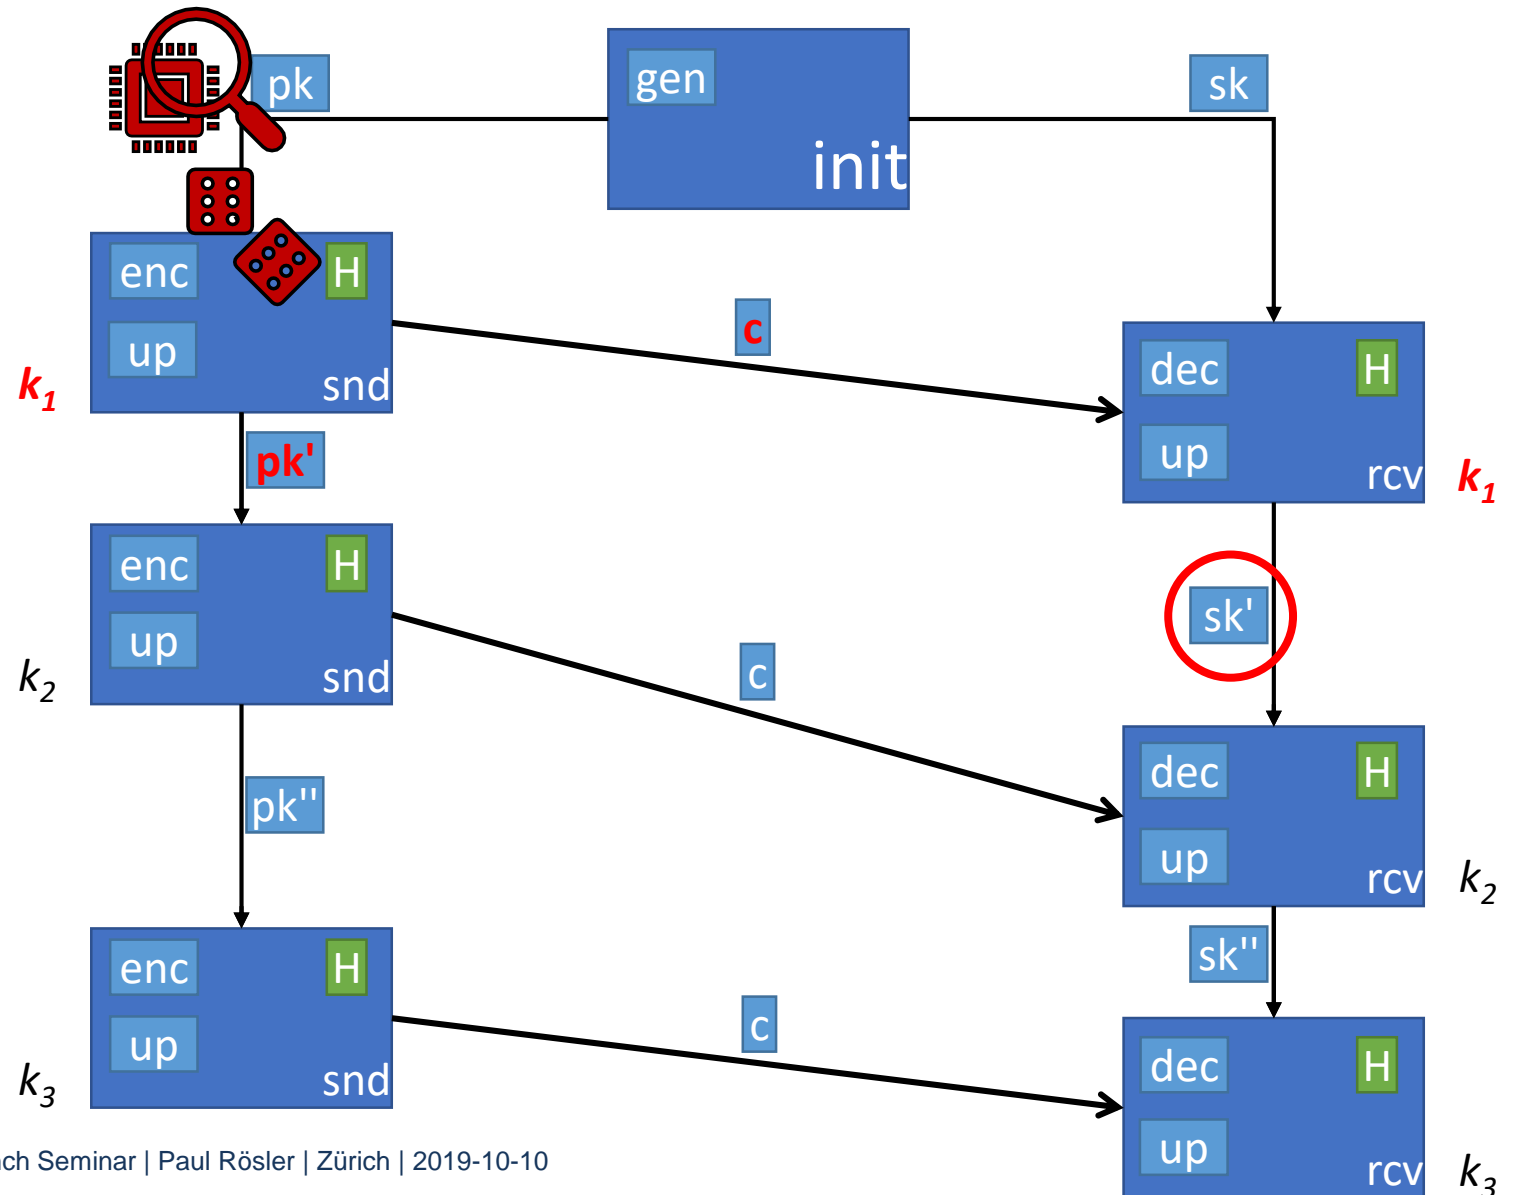 pk
gen
init
sk
enc
H
up
snd
k1
c
dec
H
up
rcv
k1
pk'
sk'
enc
H
up
snd
k2
c
dec
H
up
rcv
k2
pk''
sk''
enc
H
up
snd
k3
c
dec
H
up
rcv
k3
Seminar | Paul Rösler | Zürich | 2019-10-10